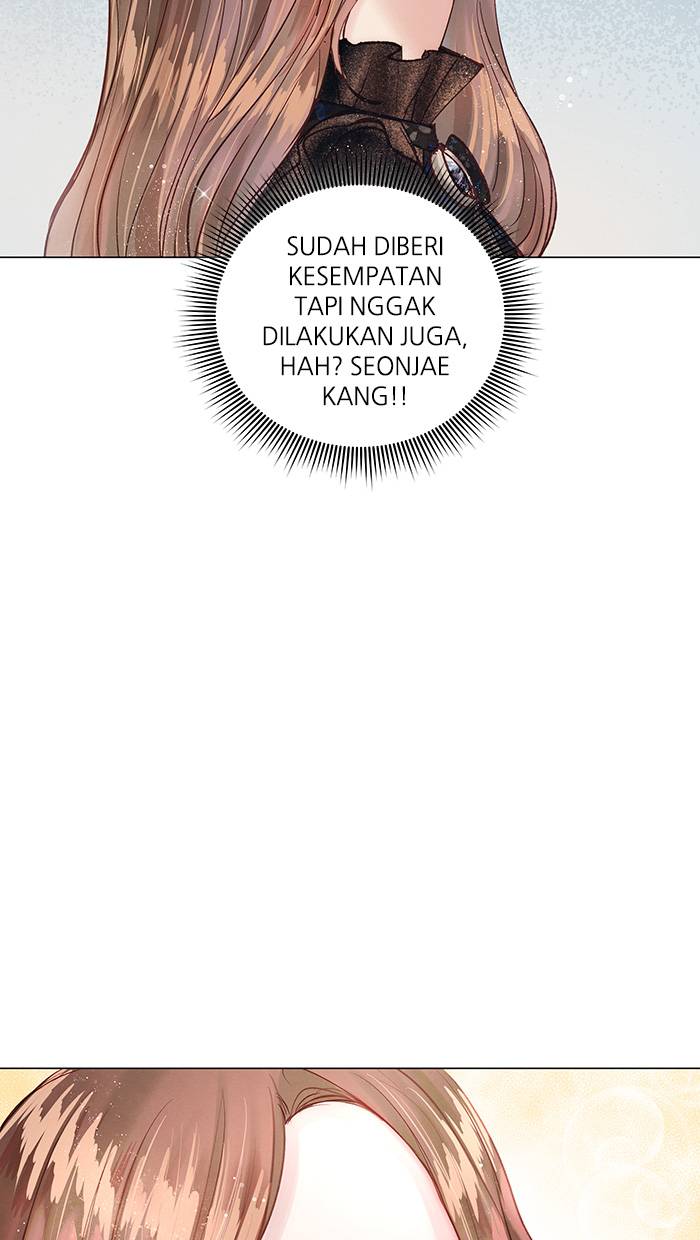 SUDAH DIBERI
KESEMPATAN
TAPI NGGAK
DILAKUKAN JUGA,
HAH? SEONJAE
KANG!!